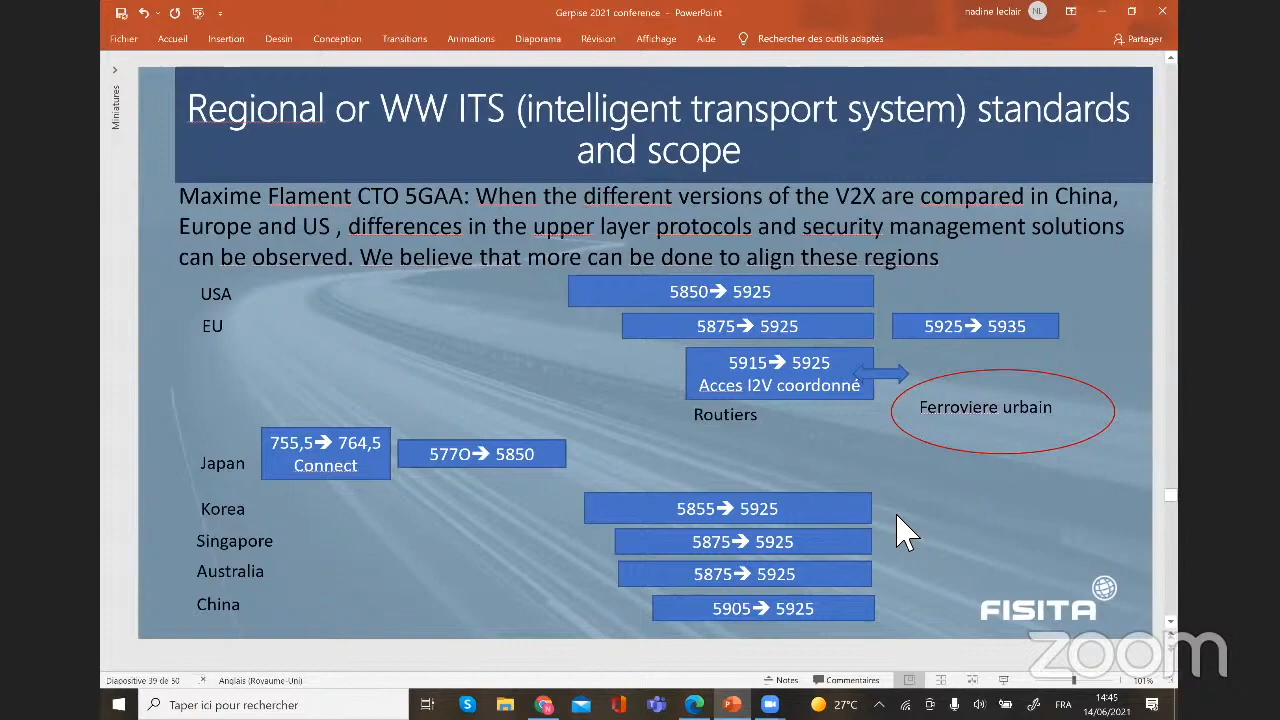 Gerpise 2021 conference - PowerPoint
nadine leclair
NL
Fichier Accueil Insertion Dessin Conception Transitions Animations Diaporama Révision Affichage Aide Rechercher des outils adaptés Partager
Miniatures
Regional or WW ITS (intelligent transport system) standards
and scope
Maxime Flament CTO 5GAA: When the different versions of the V2X are compared in China,
Europe and US , differences in the upper layer protocols and security management solutions
can be observed. We believe that more can be done to align these regions
USA 5850➔ 5925
EU 5875➔ 5925 5925➔ 5935
5915➔ 5925
Acces I2V coordonné
Routiers
Ferroviere urbain
Japan
755,5➔ 764,5
Connect
577O➔ 5850
Korea 5855➔ 5925
Singapore 5875➔ 5925
Australia 5875➔ 5925
China 5905➔ 5925
FISITA
zoom
Diapositive 39 de 50 Anglais (Royaume-Uni) Notes Commentaires 101%
Taper ici pour rechercher
27°C
FRA
14:45
14/06/2021